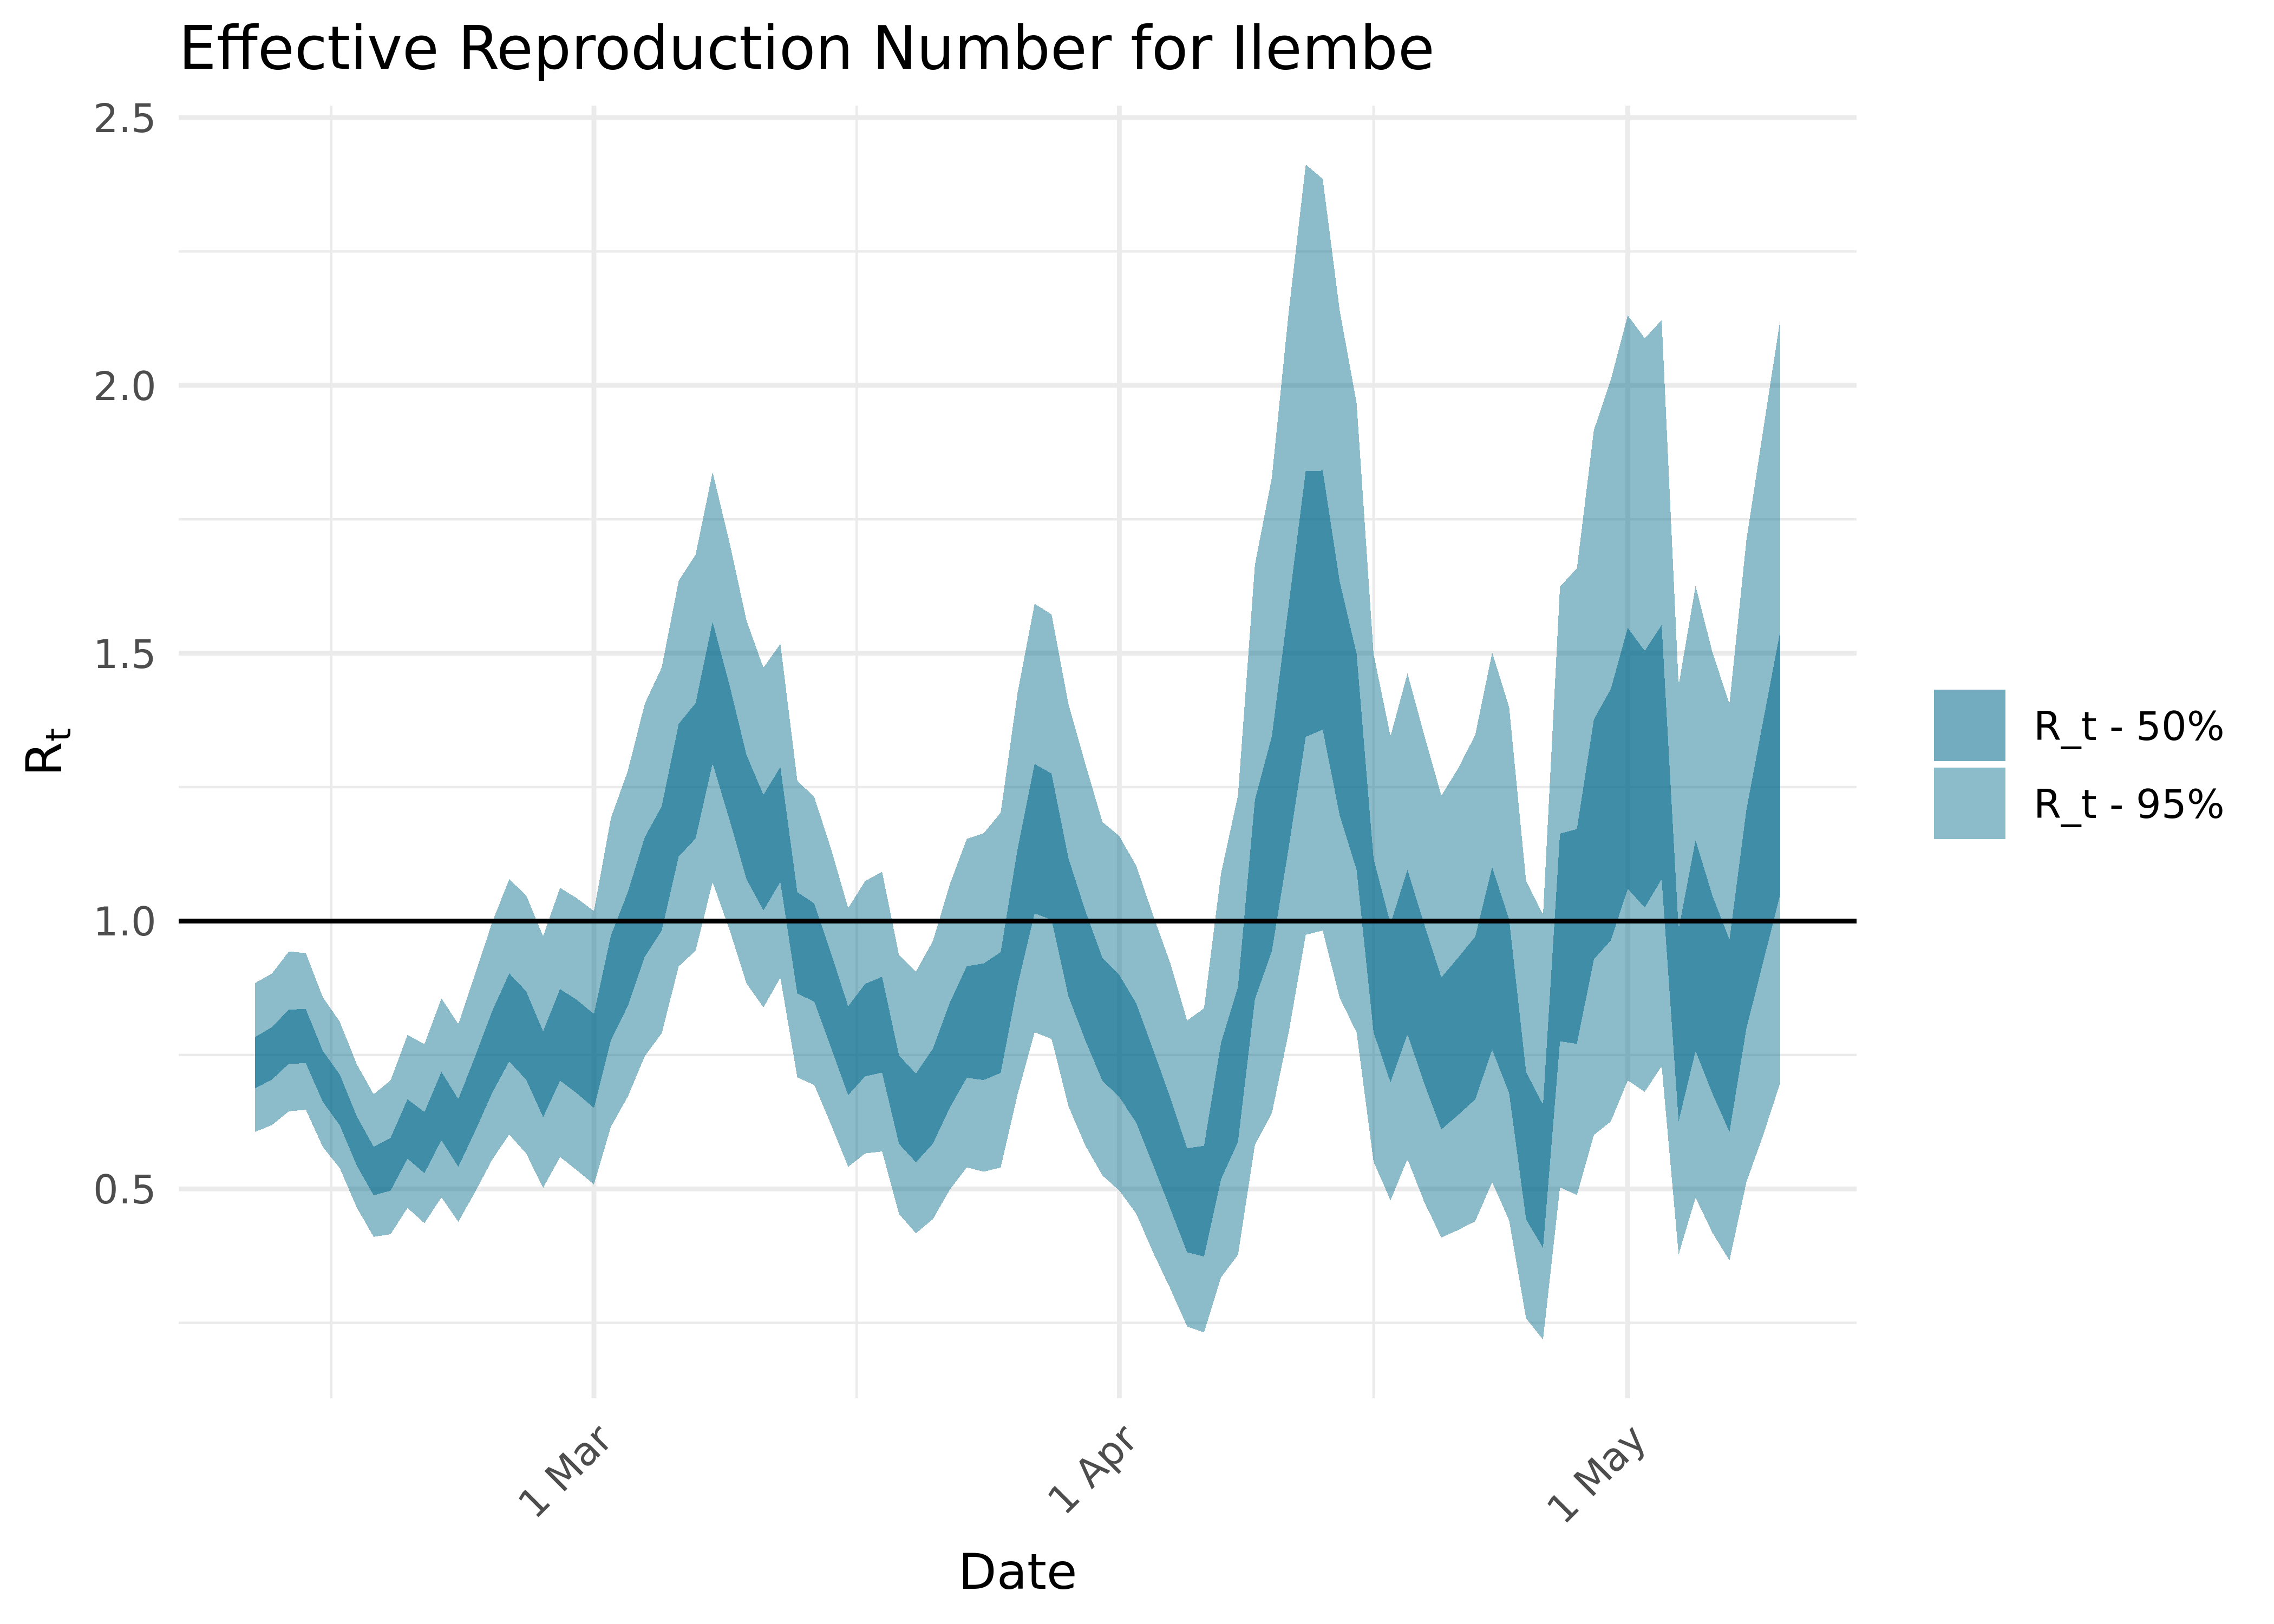 Effective Reproduction Number for Ilembe
2.5
2.0
1.5
1.0
0.5
Rt
1 Mar
1 Apr
1 May
Date
R_t - 50%
R_t - 95%